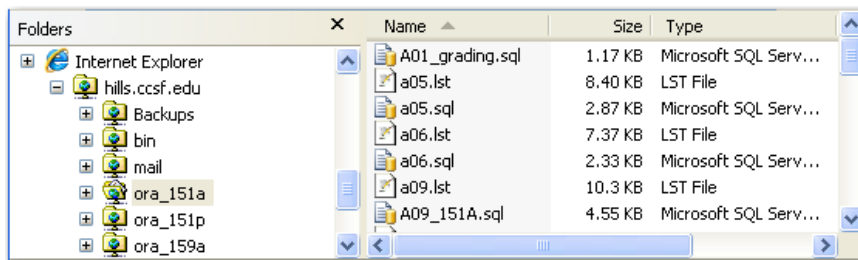 Folders
Internet Explorer
hills.ccsf.edu
Backups
bin
mail
ora_151a
ora_151p
ora_159a
Name Size Type
A01_grading.sql 1.17 KB Microsoft SQL Serv...
a05.lst 8.40 KB LST File
a05.sql 2.87 KB Microsoft SQL Serv...
a06.lst 7.37 KB LST File
a06.sql 2.33 KB Microsoft SQL Serv...
a09.lst 10.3 KB LST File
A09_151A.sql 4.55 KB Microsoft SQL Serv...